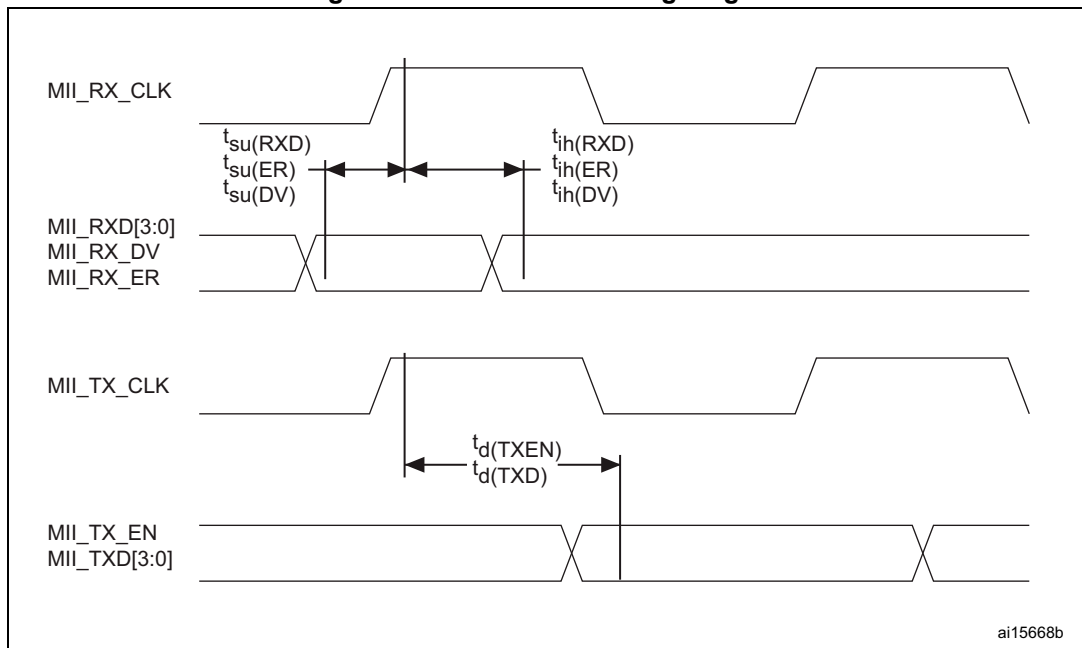 MII_RX_CLK
tsu(RXD)
tsu(ER)
tsu(DV)
tih(RXD)
tih(ER)
tih(DV)
MII_RXD[3:0]
MII_RX_DV
MII_RX_ER
MII_TX_CLK
td(TXEN)
td(TXD)
MII_TX_EN
MII_TXD[3:0]
ai15668b